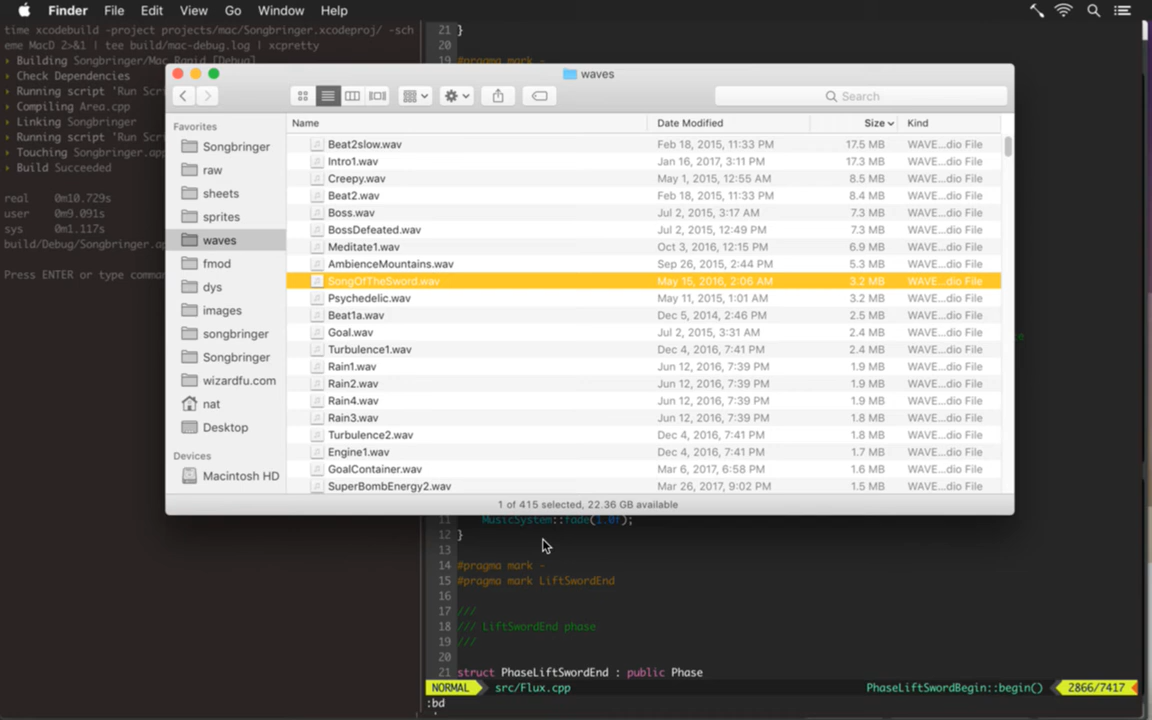 Finder File Edit View Go Window Help
time xcodebuild -project projects/mac/Songbringer.xcodeproj/ -sch
eme MacD 2>&1 | tee build/mac-debug.log | xcpretty
› Building Songbringer/Mac Rapid [Debug]
› Check Dependencies
› Running script 'Run Scri
› Compiling Area.cpp
› Linking Songbringer
› Running script 'Run Scri
› Touching Songbringer.app
› Build Succeeded
real 0m10.729s
user 0m9.091s
sys 0m1.117s
build/Debug/Songbringer.ap
Press ENTER or type comman
21 }
20
19 #pragma mark -
waves
Search
Favorites
Songbringer
raw
sheets
sprites
waves
fmod
dys
images
songbringer
Songbringer
wizardfu.com
nat
Desktop
Devices
Macintosh HD
Name Date Modified Size Kind
Beat2slow.wav Feb 18, 2015, 11:33 PM 17.5 MB WAVE...dio File
Intro1.wav Jan 16, 2017, 3:11 PM 17.3 MB WAVE...dio File
Creepy.wav May 1, 2015, 12:55 AM 8.5 MB WAVE...dio File
Beat2.wav Feb 18, 2015, 11:33 PM 8.4 MB WAVE...dio File
Boss.wav Jul 2, 2015, 3:17 AM 7.3 MB WAVE...dio File
BossDefeated.wav Jul 2, 2015, 12:49 PM 7.3 MB WAVE...dio File
Meditate1.wav Oct 3, 2016, 12:15 PM 6.9 MB WAVE...dio File
AmbienceMountains.wav Sep 26, 2015, 2:44 PM 5.3 MB WAVE...dio File
SongOfTheSword.wav May 15, 2016, 2:06 AM 3.2 MB WAVE...dio File
Psychedelic.wav May 11, 2015, 1:01 AM 3.2 MB WAVE...dio File
Beat1a.wav Dec 5, 2014, 2:46 PM 2.5 MB WAVE...dio File
Goal.wav Jul 2, 2015, 3:31 AM 2.4 MB WAVE...dio File
Turbulence1.wav Dec 4, 2016, 7:41 PM 2.4 MB WAVE...dio File
Rain1.wav Jun 12, 2016, 7:39 PM 1.9 MB WAVE...dio File
Rain2.wav Jun 12, 2016, 7:39 PM 1.9 MB WAVE...dio File
Rain4.wav Jun 12, 2016, 7:39 PM 1.9 MB WAVE...dio File
Rain3.wav Jun 12, 2016, 7:39 PM 1.8 MB WAVE...dio File
Turbulence2.wav Dec 4, 2016, 7:41 PM 1.8 MB WAVE...dio File
Engine1.wav Dec 4, 2016, 7:41 PM 1.7 MB WAVE...dio File
GoalContainer.wav Mar 6, 2017, 6:58 PM 1.6 MB WAVE...dio File
SuperBombEnergy2.wav Mar 26, 2017, 9:02 PM 1.5 MB WAVE...dio File
1 of 415 selected, 22.36 GB available
11 MusicSystem::fade(1.0f);
12 }
13
14 #pragma mark -
15 #pragma mark LiftSwordEnd
16
17 ///
18 /// LiftSwordEnd phase
19 ///
20
21 struct PhaseLiftSwordEnd : public Phase
NORMAL src/Flux.cpp PhaseLiftSwordBegin::begin() 2866/7417
:bd